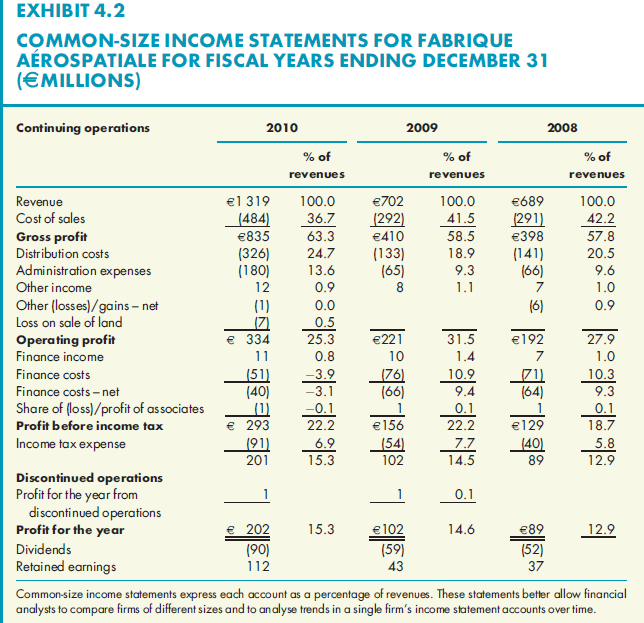 EXHIBIT 4.2
COMMON-SIZE INCOME STATEMENTS FOR FABRIQUE
AÉROSPATIALE FOR FISCAL YEARS ENDING DECEMBER 31
(€MILLIONS)
Continuing operations 2010 2009 2008
% of % of % of
revenues revenues revenues
Revenue €1 319 100.0 €702 100.0 €689 100.0
Cost of sales (484) 36.7 (292) 41.5 (291) 42.2
Gross profit €835 63.3 €410 58.5 €398 57.8
Distribution costs (326) 24.7 (133) 18.9 (141) 20.5
Administration expenses (180) 13.6 (65) 9.3 (66) 9.6
Other income 12 0.9 8 1.1 7 1.0
Other (losses)/gains – net (1) 0.0 (6) 0.9
Loss on sale of land (7) 0.5
Operating profit € 334 25.3 €221 31.5 €192 27.9
Finance income 11 0.8 10 1.4 7 1.0
Finance costs (51) –3.9 (76) 10.9 (71) 10.3
Finance costs – net (40) –3.1 (66) 9.4 (64) 9.3
Share of (loss)/profit of associates (1) –0.1 1 0.1 1 0.1
Profit before income tax € 293 22.2 €156 22.2 €129 18.7
Income tax expense (91) 6.9 (54) 7.7 (40) 5.8
201 15.3 102 14.5 89 12.9
Discontinued operations
Profit for the year from 1 1 0.1
discontinued operations
Profit for the year € 202 15.3 €102 14.6 €89 12.9
Dividends (90) (59) (52)
Retained earnings 112 43 37
Common-size income statements express each account as a percentage of revenues. These statements better allow financial
analysts to compare firms of different sizes and to analyse trends in a single firm's income statement accounts over time.